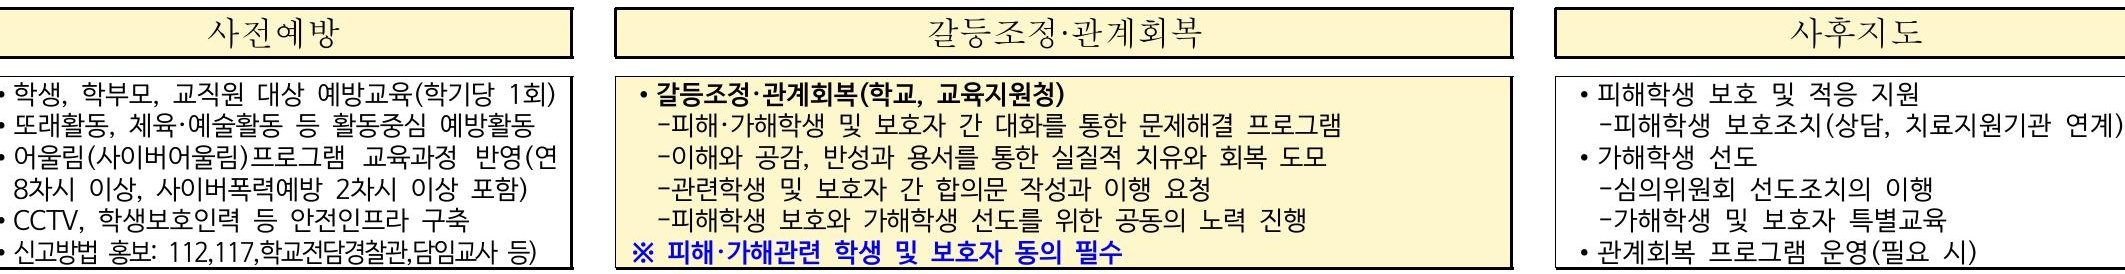 사전예방
• 학생, 학부모, 교직원 대상 예방교육(학기당 1회)
• 또래활동, 체육·예술활동 등 활동중심 예방활동
• 어울림(사이버어울림)프로그램 교육과정 반영(연
8차시 이상, 사이버폭력예방 2차시 이상 포함)
• CCTV, 학생보호인력 등 안전인프라 구축
• 신고방법 홍보: 112,117,학교전담경찰관,담임교사 등)
갈등조정·관계회복
• 갈등조정·관계회복(학교, 교육지원청)
-피해·가해학생 및 보호자 간 대화를 통한 문제해결 프로그램
-이해와 공감, 반성과 용서를 통한 실질적 치유와 회복 도모
-관련학생 및 보호자 간 합의문 작성과 이행 요청
-피해학생 보호와 가해학생 선도를 위한 공동의 노력 진행
※ 피해·가해관련 학생 및 보호자 동의 필수
사후지도
• 피해학생 보호 및 적응 지원
-피해학생 보호조치(상담, 치료지원기관 연계)
• 가해학생 선도
-심의위원회 선도조치의 이행
-가해학생 및 보호자 특별교육
• 관계회복 프로그램 운영(필요 시)